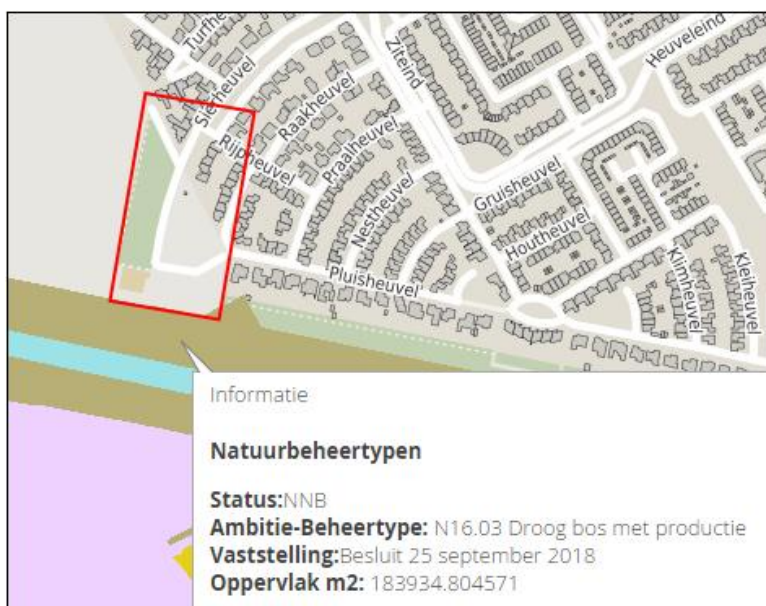 Turfheuvel
Slierheuvel
Ziteind
Heuveleind
Raakheuvel
Rijpheuvel
Praalheuvel
Nestheuvel
Gruisheuvel
Houtheuvel
Pluisheuvel
Klimheuvel
Kleiheuvel
Informatie
Natuurbeheertypen
Status:NNB
Ambitie-Beheertype: N16.03 Droog bos met productie
Vaststelling:Besluit 25 september 2018
Oppervlak m2: 183934.804571